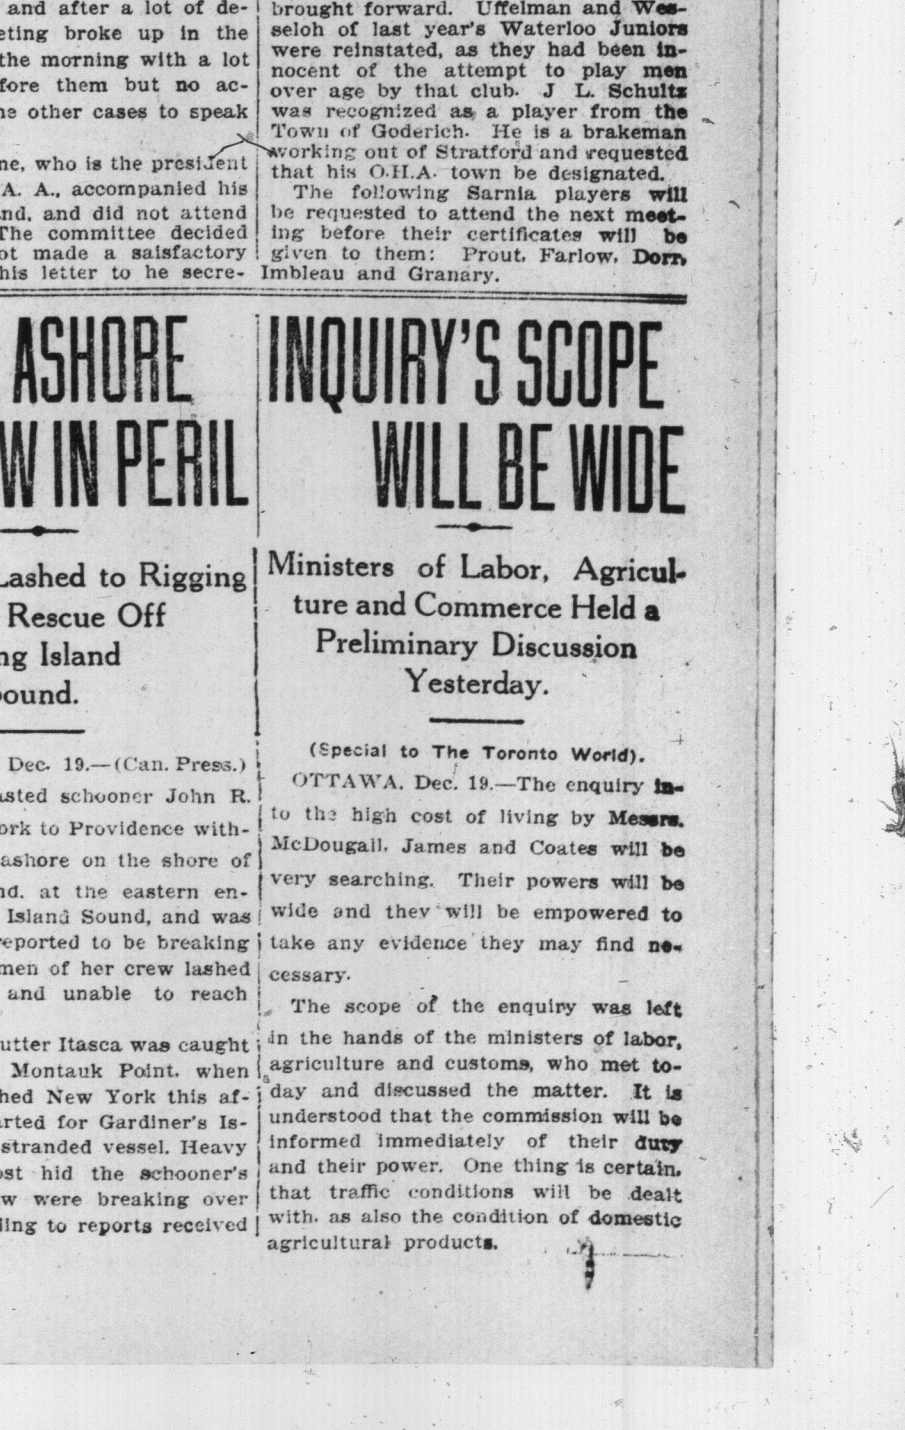 and after a lot of de-
eting broke up in the
the morning with a lot
fore them but no ac-
he other cases to speak
ne, who is the president
A. A., accompanied his
and did not attend
The committee decided
ot made a saisfactory
his letter to he secre-
brought forward. Uffelman and Wes-
seloh of last year's Waterloo Juniors
were reinstated, as they had been in-
nocent of the attempt to play men
over age by that club. J L. Schultz
was recognized as a player from the
Town of Goderich. He is a brakeman
working out of Stratford and requested
that his O.H.A. town be designated.
The following Sarnia players will
be requested to attend the next meet-
ing before their certificates will be
given to them: Prout, Farlow, Dorn,
Imbleau and Granary.
ASHORE
W IN PERIL
Lashed to Rigging
Rescue Off
ng Island
ound.
Dec. 19.—(Can. Press.)
asted schooner John R.
ork to Providence with-
ashore on the shore of
nd. at the eastern en-
Island Sound, and was
reported to be breaking
men of her crew lashed
and unable to reach
utter Itasca was caught
Montauk Point, when
hed New York this af-
arted for Gardiner's Is-
stranded vessel. Heavy
ost hid the schooner's
w were breaking over
ding to reports received
INQUIRY'S SCOPE
WILL BE WIDE
Ministers of Labor, Agricul-
ture and Commerce Held a
Preliminary Discussion
Yesterday.
(Special to The Toronto World).
OTTAWA, Dec. 19.—The enquiry in-
to the high cost of living by Messrs.
McDougall, James and Coates will be
very searching. Their powers will be
wide and they will be empowered to
take any evidence they may find ne-
cessary.
The scope of the enquiry was left
in the hands of the ministers of labor,
agriculture and customs, who met to-
day and discussed the matter. It is
understood that the commission will be
informed immediately of their duty
and their power. One thing is certain,
that traffic conditions will be dealt
with, as also the condition of domestic
agricultural products.